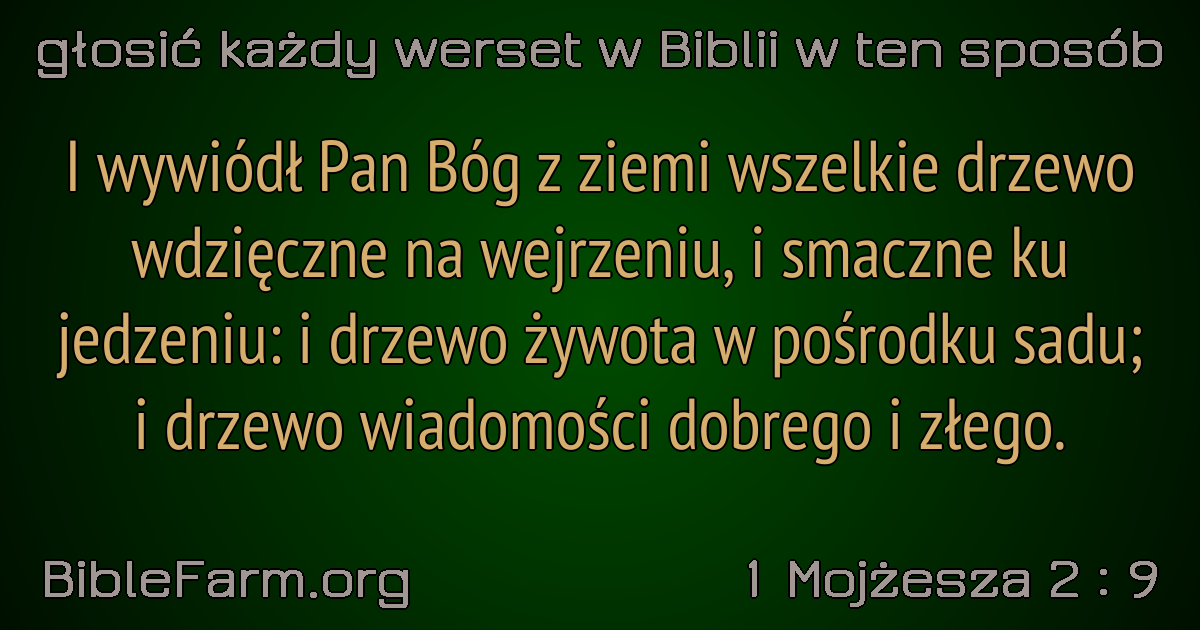 głosić każdy werset w Biblii w ten sposób
I wywiódł Pan Bóg z ziemi wszelkie drzewo
wdzięczne na wejrzeniu, i smaczne ku
jedzeniu: i drzewo żywota w pośrodku sadu;
i drzewo wiadomości dobrego i złego.
BibleFarm.org
1 Mojżesza 2 : 9